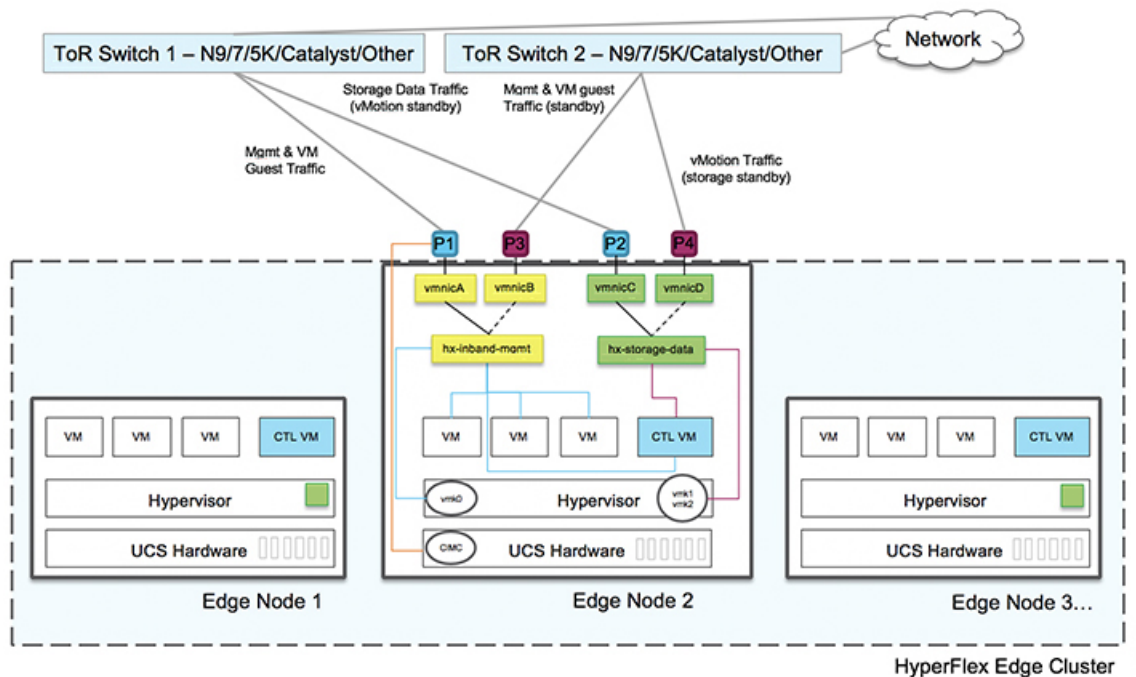 ToR Switch 1 – N9/7/5K/Catalyst/Other
ToR Switch 2 – N9/7/5K/Catalyst/Other
Network
Storage Data Traffic
(vMotion standby)
Mgmt & VM guest
Traffic (standby)
Mgmt & VM
Guest Traffic
vMotion Traffic
(storage standby)
P1
P3
P2
P4
vmnicA
vmnicB
vmnicC
vmnicD
hx-inband-mgmt
hx-storage-data
VM
VM
VM
CTL VM
Hypervisor
UCS Hardware
Edge Node 1
VM
VM
VM
CTL VM
vmk0
Hypervisor
vmk1
vmk2
CIMC
UCS Hardware
Edge Node 2
VM
VM
VM
CTL VM
Hypervisor
UCS Hardware
Edge Node 3...
HyperFlex Edge Cluster